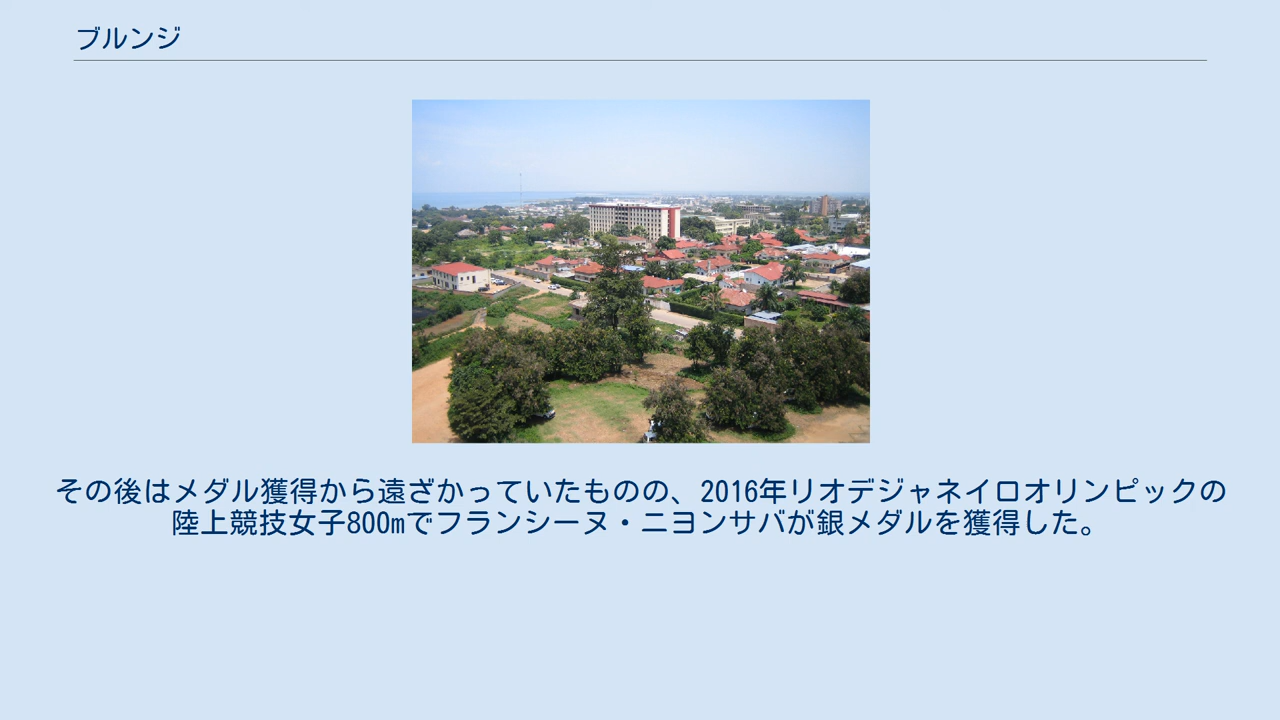 ブルンジ
その後はメダル獲得から遠ざかっていたものの、2016年リオデジャネイロオリンピックの
陸上競技女子800mでフランシーヌ・ニヨンサバが銀メダルを獲得した。